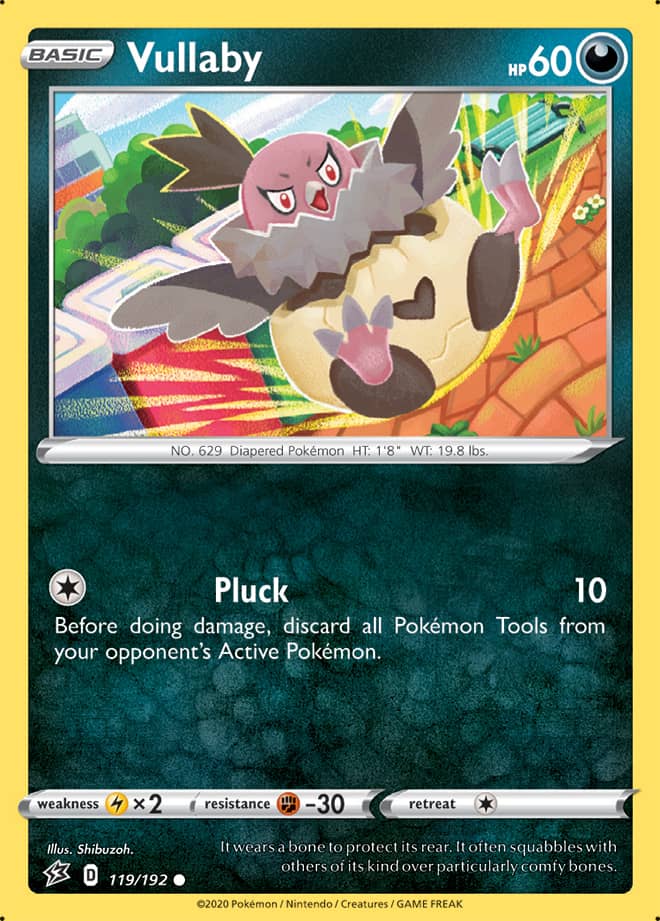 BASIC Vullaby HP60
NO. 629 Diapered Pokémon HT: 1'8" WT: 19.8 lbs.
Pluck 10
Before doing damage, discard all Pokémon Tools from
your opponent's Active Pokémon.
weakness ×2 resistance -30 retreat
Illus. Shibuzoh.
It wears a bone to protect its rear. It often squabbles with
others of its kind over particularly comfy bones.
D 119/192
©2020 Pokémon / Nintendo / Creatures / GAME FREAK